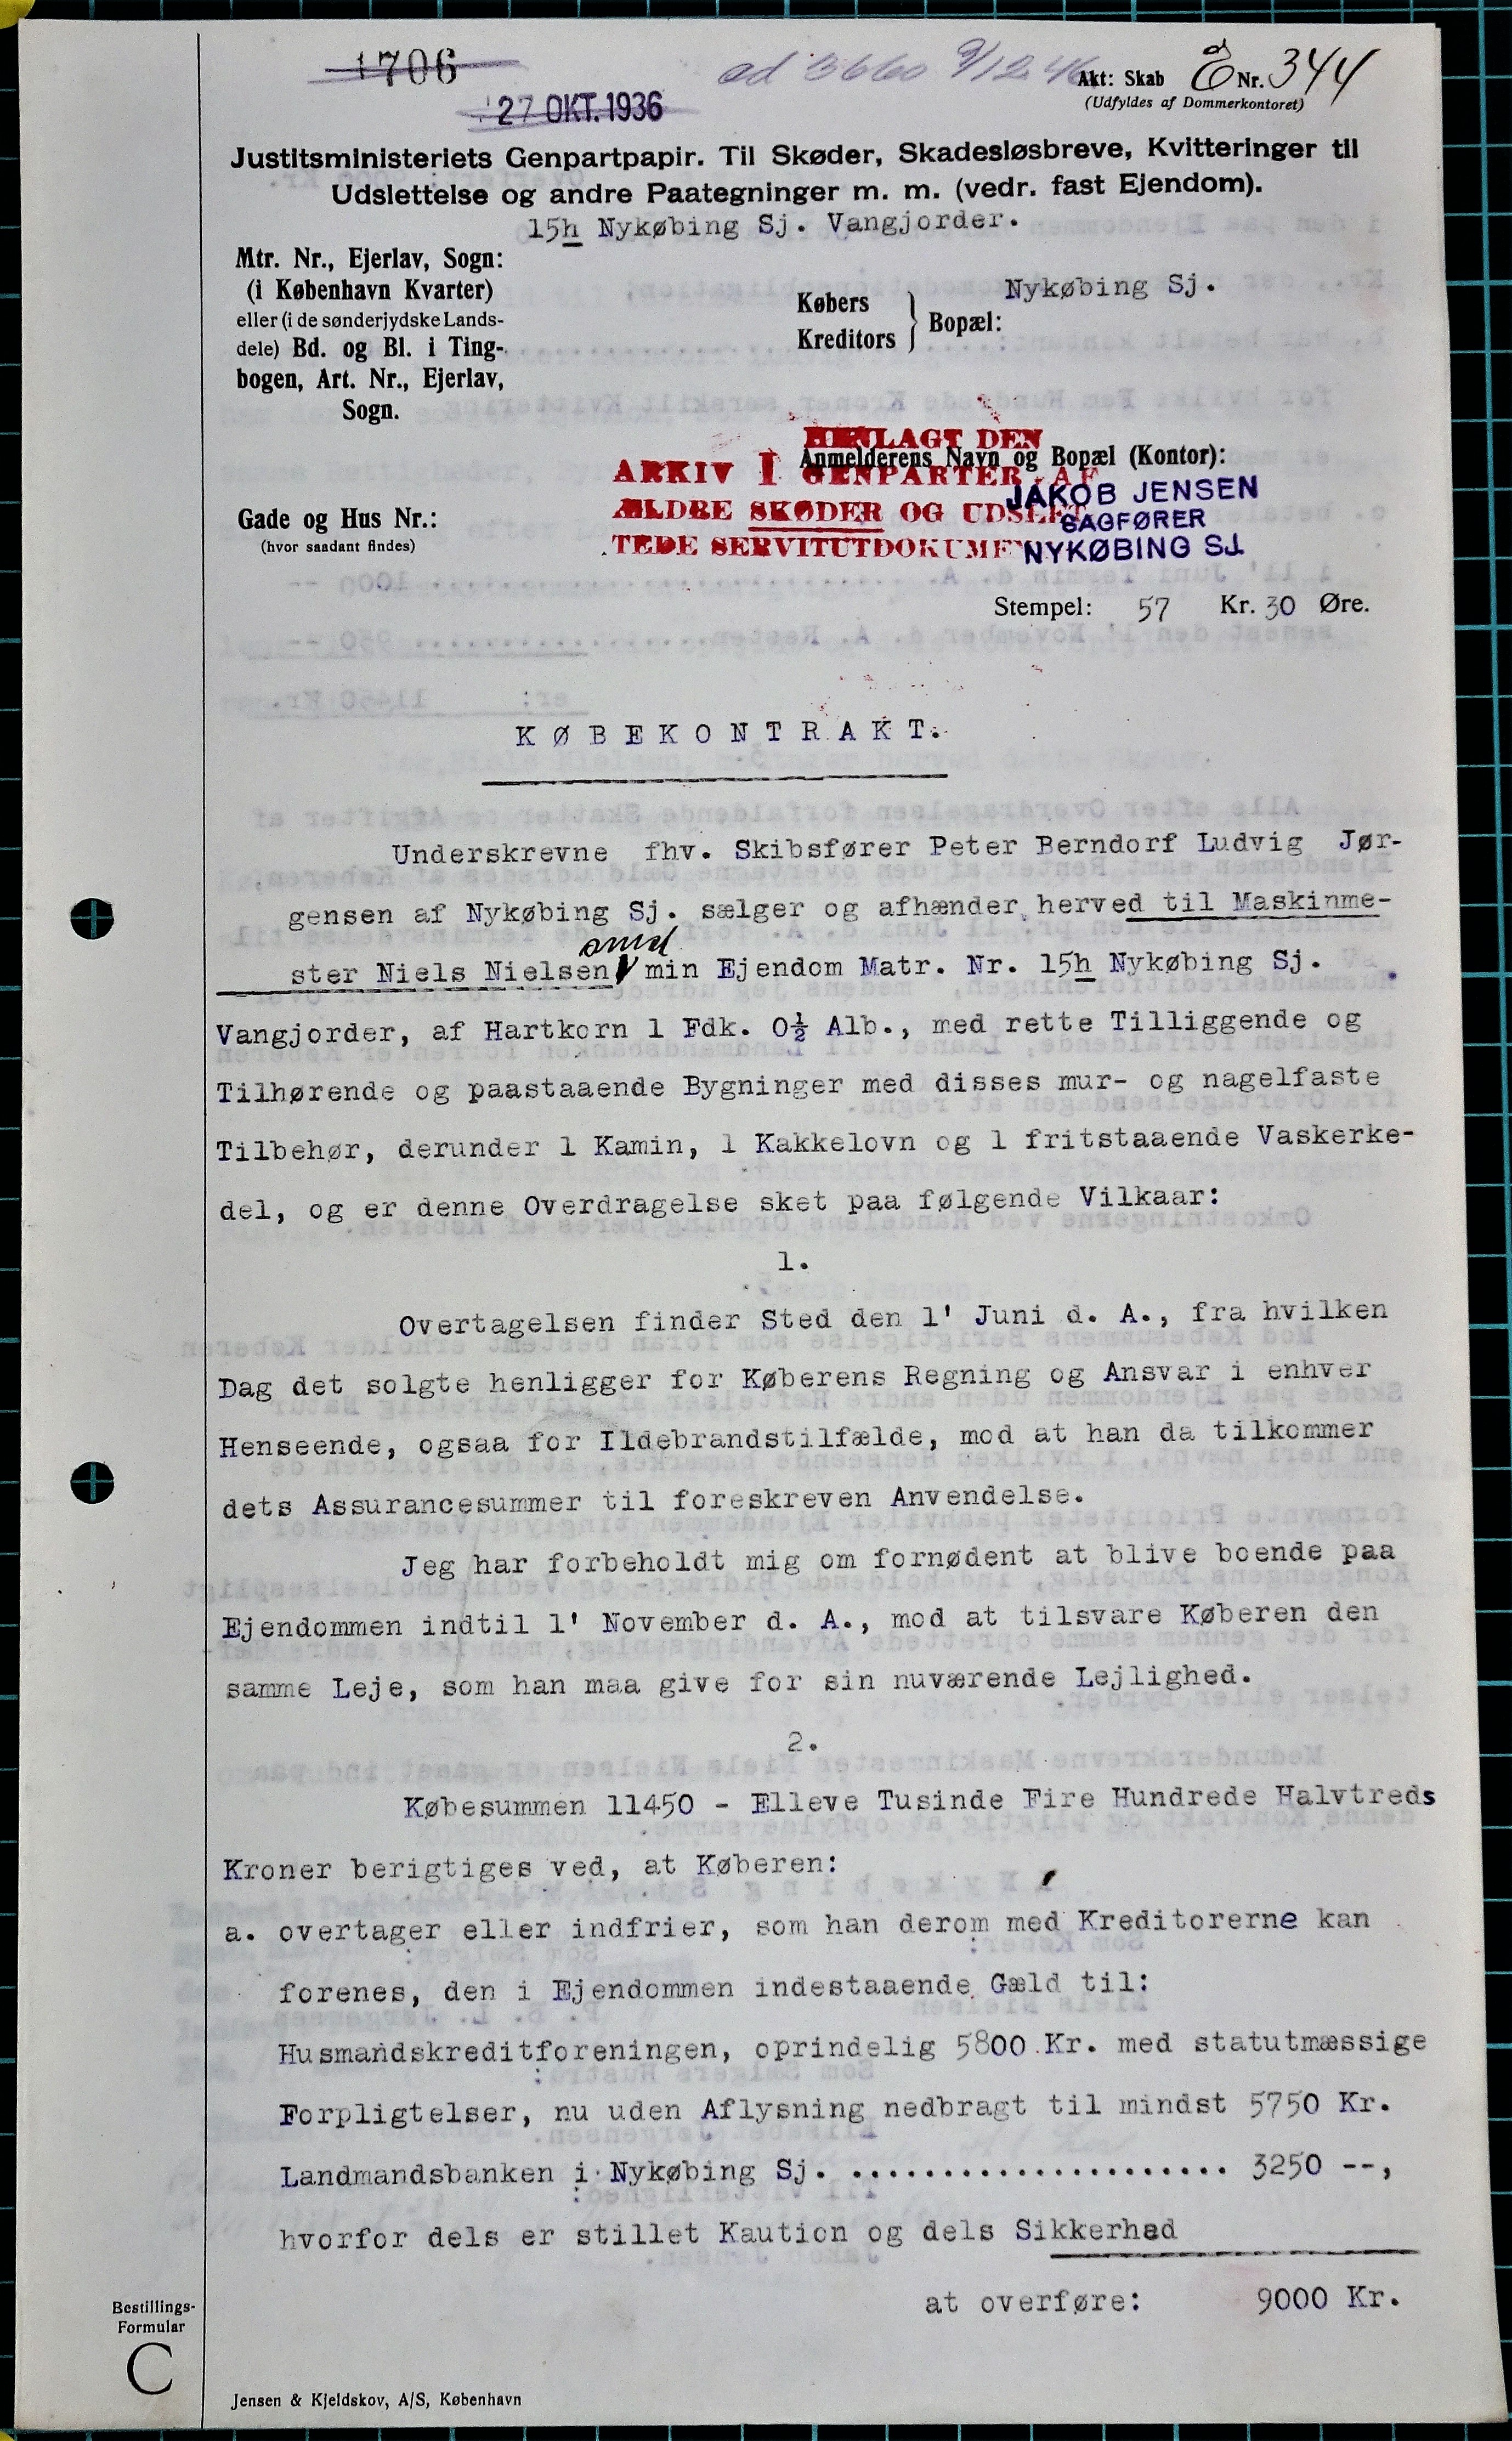 1706
27 OKT. 1936
ad 3660 9/12 46
Akt: Skab Å Nr. 344
(Udfyldes af Dommerkontoret)
Justitsministeriets Genpartpapir. Til Skøder, Skadesløsbreve, Kvitteringer til
Udslettelse og andre Paategninger m. m. (vedr. fast Ejendom).
15h Nykøbing Sj. Vangjorder.
Mtr. Nr., Ejerlav, Sogn:
(i København Kvarter)
eller (i de sønderjydske Lands-
dele) Bd. og Bl. i Ting-
bogen, Art. Nr., Ejerlav,
Sogn.
Købers
Kreditors
Bopæl:
Nykøbing Sj.
HENLAGT DEN
Anmelderens Navn og Bopæl (Kontor):
ARKIV I GENPARTER AF
ÆLDRE SKØDER OG UDSLET
TEDE SERVITUTDOKUME
JAKOB JENSEN
SAGFØRER
NYKØBING SJ.
Gade og Hus Nr.:
(hvor saadant findes)
Stempel: 57 Kr. 30 Øre.
KØBEKONTRAKT.
Underskrevne fhv. Skibsfører Peter Berndorf Ludvig Jør-
gensen af Nykøbing Sj. sælger og afhænder herved til Maskinme-
smed
ster Niels Nielsen min Ejendom Matr. Nr. 15h Nykøbing Sj.
Vangjorder, af Hartkorn 1 Fdk. 0½ Alb., med rette Tilliggende og
Tilhørende og paastaaende Bygninger med disses mur- og nagelfaste
Tilbehør, derunder 1 Kamin, 1 Kakkelovn og 1 fritstaaende Vaskerke-
del, og er denne Overdragelse sket paa følgende Vilkaar:
1.
Overtagelsen finder Sted den 1' Juni d. A., fra hvilken
Dag det solgte henligger for Køberens Regning og Ansvar i enhver
Henseende, ogsaa for Ildebrandstilfælde, mod at han da tilkommer
dets Assurancesummer til foreskreven Anvendelse.
Jeg har forbeholdt mig om fornødent at blive boende paa
Ejendommen indtil 1' November d. A., mod at tilsvare Køberen den
samme Leje, som han maa give for sin nuværende Lejlighed.
2.
Købesummen 11450 - Elleve Tusinde Fire Hundrede Halvtreds
Kroner berigtiges ved, at Køberen:
a. overtager eller indfrier, som han derom med Kreditorerne kan
forenes, den i Ejendommen indestaaende Gæld til:
Husmandskreditforeningen, oprindelig 5800 Kr. med statutmæssige
Forpligtelser, nu uden Aflysning nedbragt til mindst 5750 Kr.
Landmandsbanken i Nykøbing Sj. ..................... 3250 --,
hvorfor dels er stillet Kaution og dels Sikkerhed
at overføre: 9000 Kr.
Bestillings-
Formular
C
Jensen & Kjeldskov, A/S, København